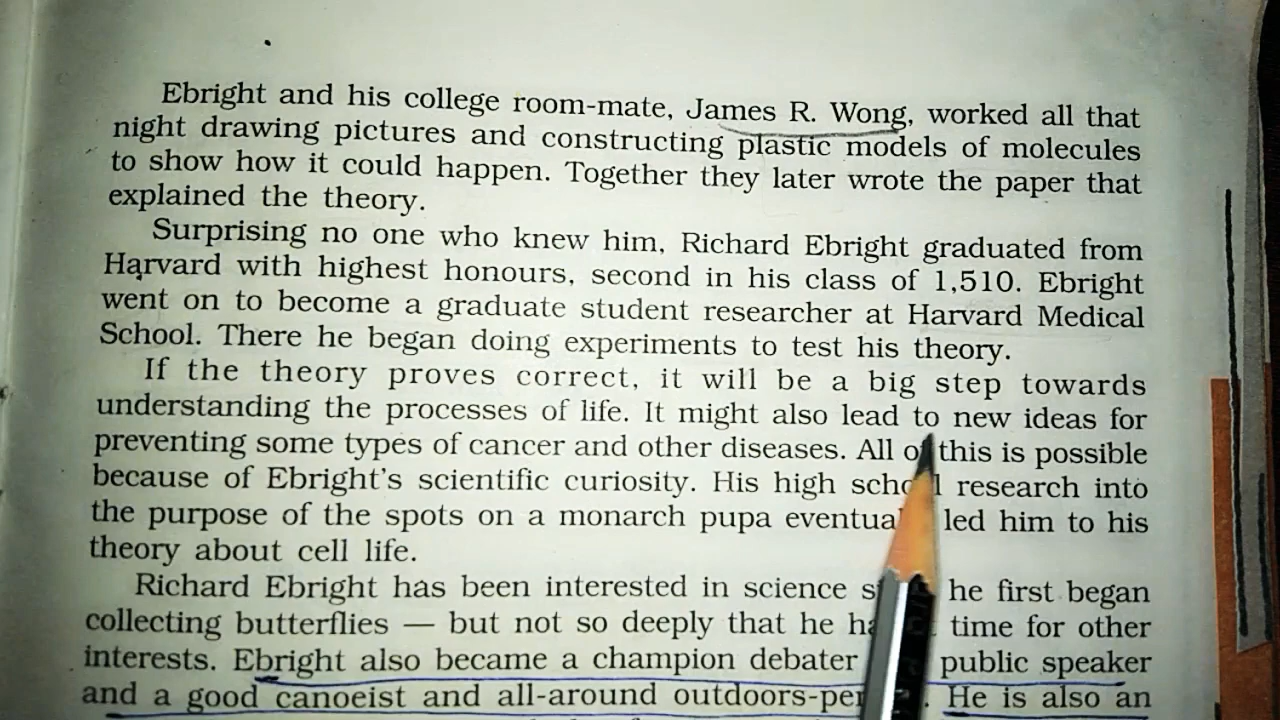 Ebright and his college room-mate, James R. Wong, worked all that
night drawing pictures and constructing plastic models of molecules
to show how it could happen. Together they later wrote the paper that
explained the theory.
Surprising no one who knew him, Richard Ebright graduated from
Harvard with highest honours, second in his class of 1,510. Ebright
went on to become a graduate student researcher at Harvard Medical
School. There he began doing experiments to test his theory.
If the theory proves correct, it will be a big step towards
understanding the processes of life. It might also lead to new ideas for
preventing some types of cancer and other diseases. All of this is possible
because of Ebright's scientific curiosity. His high school research into
the purpose of the spots on a monarch pupa led him to his
theory about cell life.
Richard Ebright has been interested in science he first began
collecting butterflies — but not so deeply that he time for other
interests. Ebright also became a champion debater public speaker
and a good canoeist and all-around He is also an